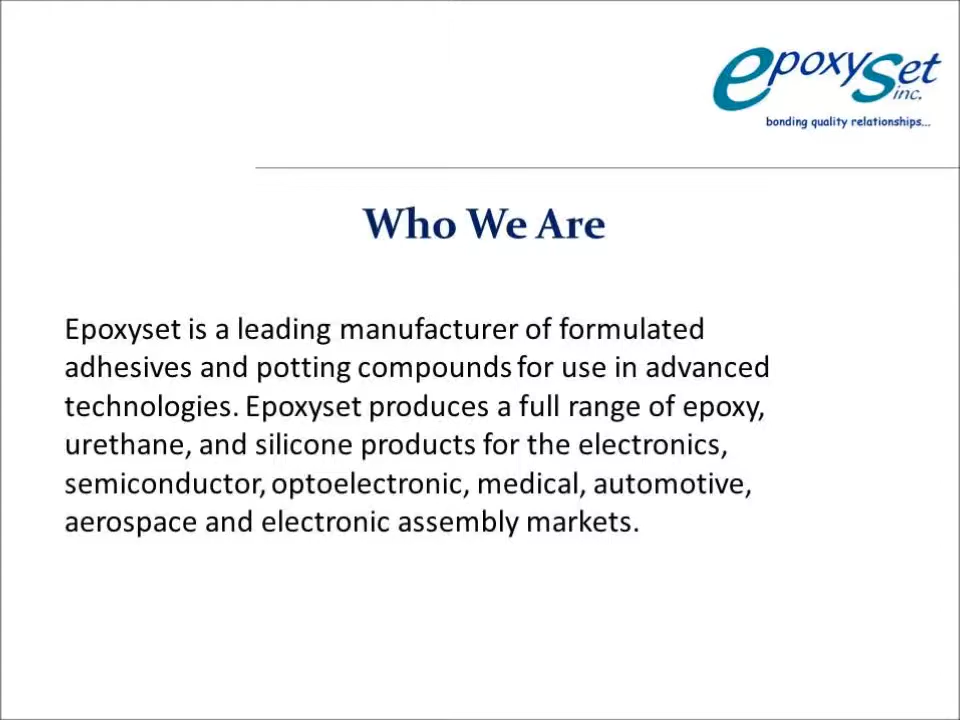 epoxySet
inc.
bonding quality relationships...
Who We Are
Epoxyset is a leading manufacturer of formulated
adhesives and potting compounds for use in advanced
technologies. Epoxyset produces a full range of epoxy,
urethane, and silicone products for the electronics,
semiconductor, optoelectronic, medical, automotive,
aerospace and electronic assembly markets.